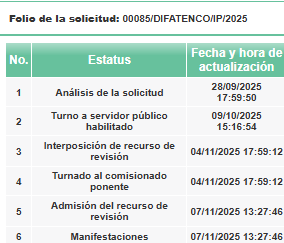 Folio de la solicitud: 00085/DIFATENCO/IP/2025
No. Estatus Fecha y hora de
actualización
1 Análisis de la solicitud 28/09/2025
17:59:50
2 Turno a servidor público
habilitado 09/10/2025
15:16:54
3 Interposición de recurso de
revisión 04/11/2025 17:59:12
4 Turnado al comisionado
ponente 04/11/2025 17:59:12
5 Admisión del recurso de
revisión 07/11/2025 13:27:46
6 Manifestaciones 07/11/2025 13:27:46